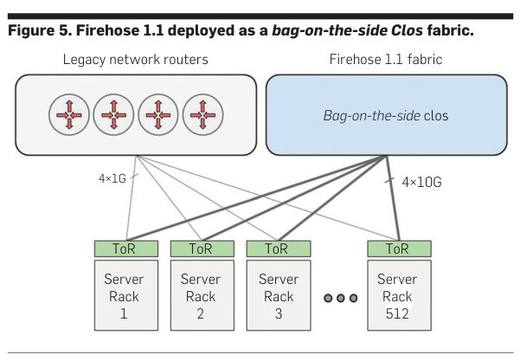 Figure 5. Firehose 1.1 deployed as a bag-on-the-side Clos fabric.
Legacy network routers
Firehose 1.1 fabric
Bag-on-the-side clos
4×1G
4×10G
ToR
ToR
ToR
ToR
Server
Rack
1
Server
Rack
2
Server
Rack
3
Server
Rack
512